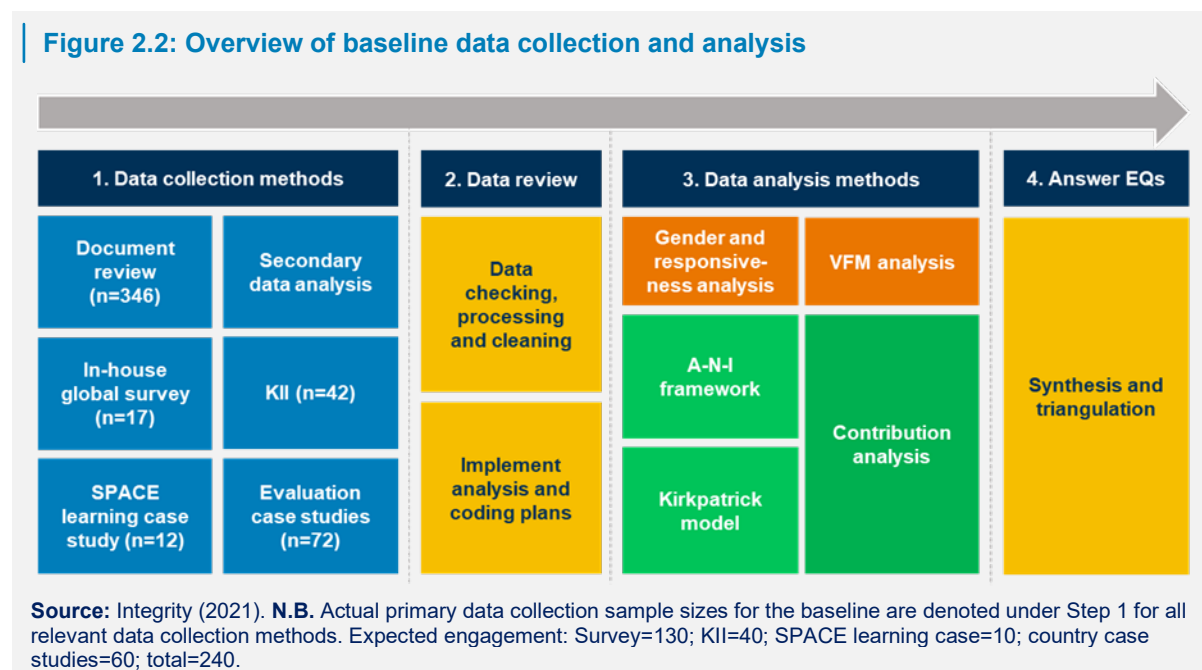 Figure 2.2: Overview of baseline data collection and analysis
1. Data collection methods
Document
review
(n=346)
Secondary
data analysis
In-house
global survey
(n=17)
KII (n=42)
SPACE
learning case
study (n=12)
Evaluation
case studies
(n=72)
2. Data review
Data
checking,
processing
and cleaning
Implement
analysis and
coding plans
3. Data analysis methods
Gender and
responsive-
ness analysis
VFM analysis
A-N-I
framework
Contribution
analysis
Kirkpatrick
model
4. Answer EQs
Synthesis and
triangulation
Source: Integrity (2021). N.B. Actual primary data collection sample sizes for the baseline are denoted under Step 1 for all
relevant data collection methods. Expected engagement: Survey=130; KII=40; SPACE learning case=10; country case
studies=60; total=240.